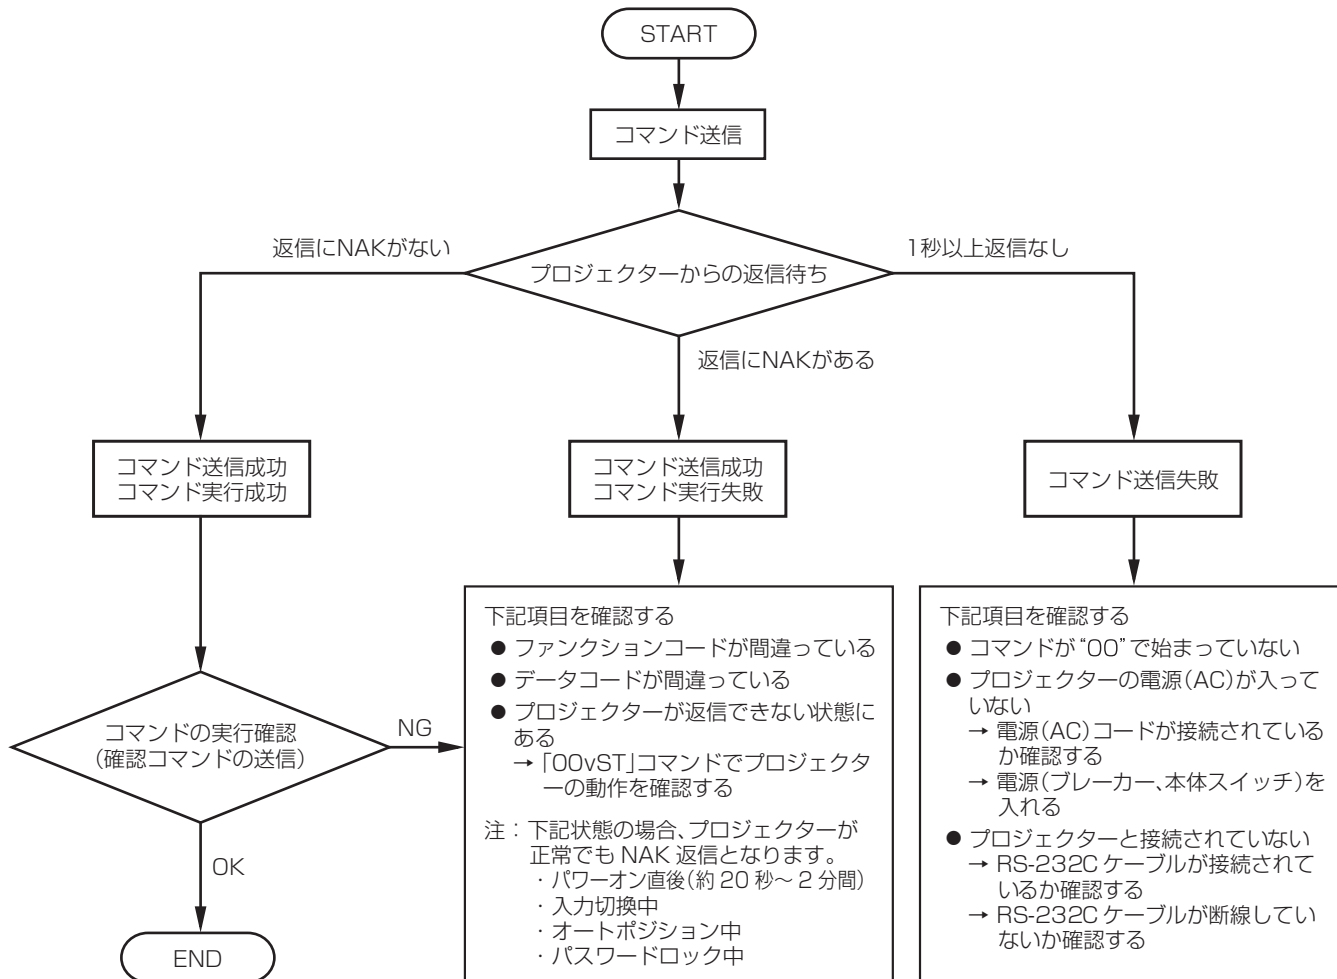 START
コマンド送信
プロジェクターからの返信待ち
返信にNAKがない
1秒以上返信なし
返信にNAKがある
コマンド送信成功
コマンド実行成功
コマンド送信成功
コマンド実行失敗
コマンド送信失敗
コマンドの実行確認
(確認コマンドの送信)
NG
OK
END
下記項目を確認する
● ファンクションコードが間違っている
● データコードが間違っている
● プロジェクターが返信できない状態に
ある
→「00vST」コマンドでプロジェクタ
ーの動作を確認する
注：下記状態の場合、プロジェクターが
正常でも NAK 返信となります。
・パワーオン直後(約 20 秒〜 2 分間)
・入力切換中
・オートポジション中
・パスワードロック中
下記項目を確認する
● コマンドが“00”で始まっていない
● プロジェクターの電源(AC)が入って
いない
→ 電源(AC)コードが接続されている
か確認する
→ 電源(ブレーカー、本体スイッチ)を
入れる
● プロジェクターと接続されていない
→ RS-232C ケーブルが接続されて
いるか確認する
→ RS-232C ケーブルが断線してい
ないか確認する